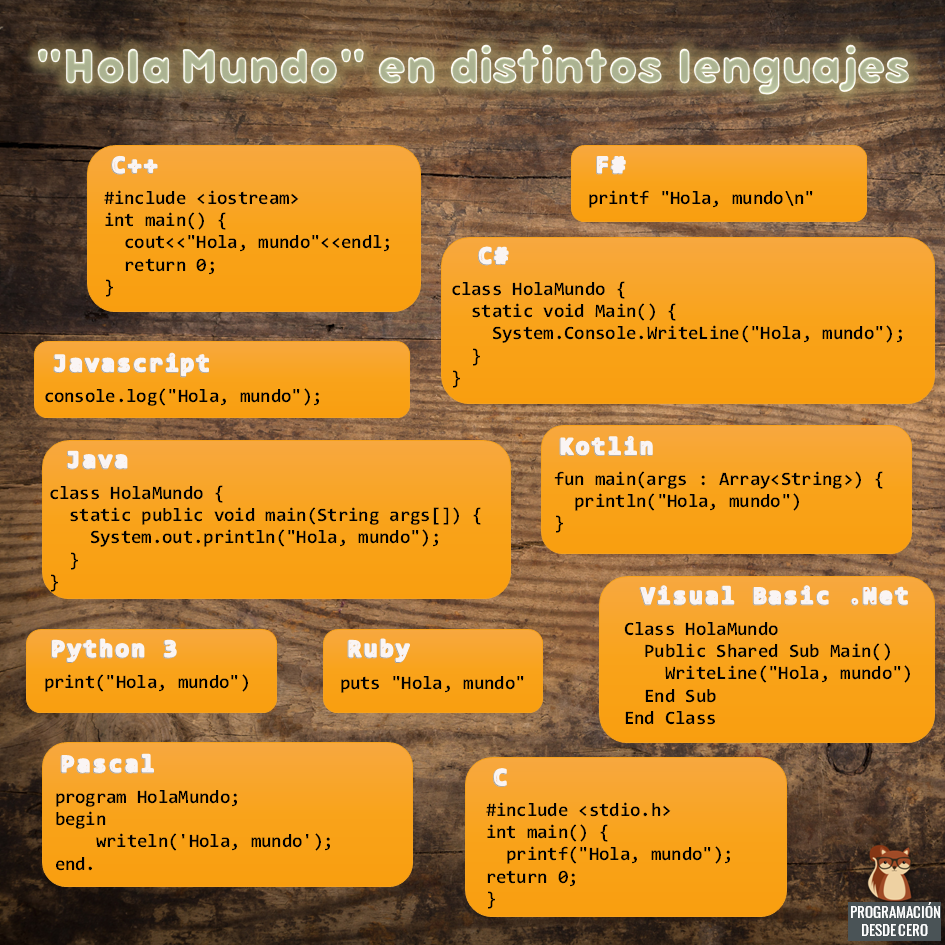 "Hola Mundo" en distintos lenguajes
C++
#include <iostream>
int main() {
  cout<<"Hola, mundo"<<endl;
  return 0;
}
F#
printf "Hola, mundo\n"
C#
class HolaMundo {
  static void Main() {
    System.Console.WriteLine("Hola, mundo");
  }
}
Javascript
console.log("Hola, mundo");
Java
class HolaMundo {
  static public void main(String args[]) {
    System.out.println("Hola, mundo");
  }
}
Kotlin
fun main(args : Array<String>) {
  println("Hola, mundo")
}
Visual Basic .Net
Class HolaMundo
  Public Shared Sub Main()
    WriteLine("Hola, mundo")
  End Sub
End Class
Python 3
print("Hola, mundo")
Ruby
puts "Hola, mundo"
Pascal
program HolaMundo;
begin
    writeln('Hola, mundo');
end.
C
#include <stdio.h>
int main() {
  printf("Hola, mundo");
return 0;
}
PROGRAMACIÓN
DESDE CERO